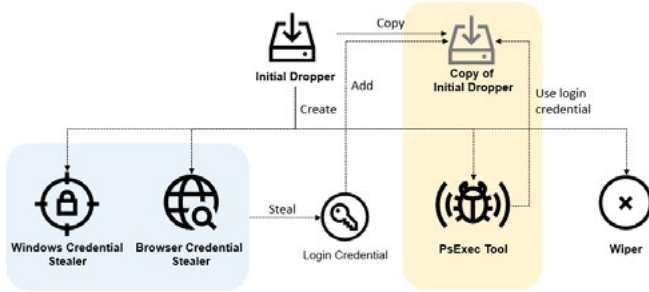 Copy
Initial Dropper
Copy of
Initial Dropper
Add
Use login
credential
Create
Steal
Windows Credential
Stealer
Browser Credential
Stealer
Login Credential
PsExec Tool
Wiper